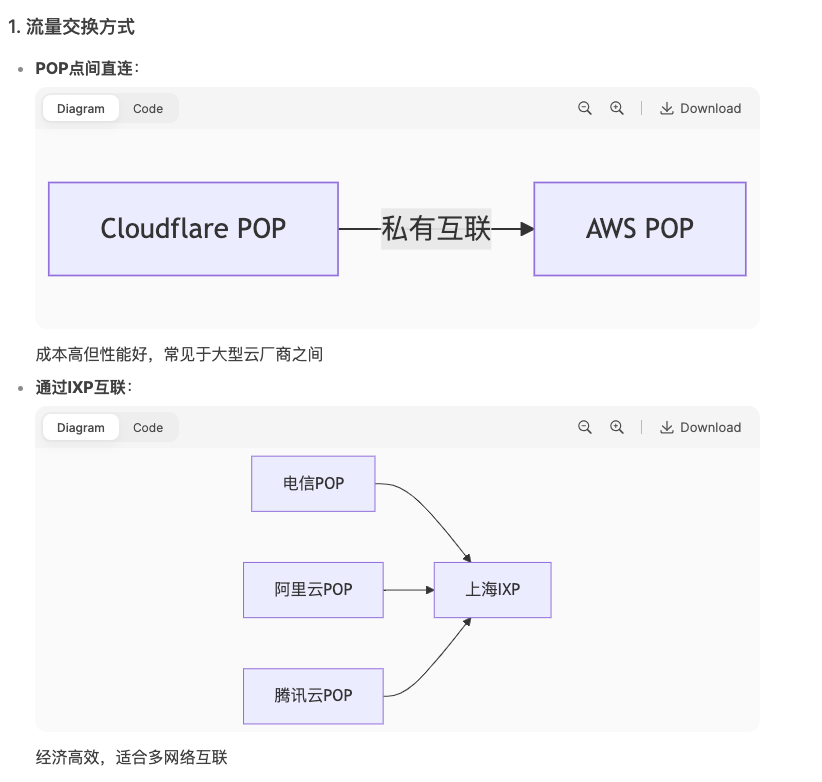 1. 流量交换方式
POP点间直连：
Diagram Code Download
Cloudflare POP 私有互联 AWS POP
成本高但性能好，常见于大型云厂商之间
通过IXP互联：
Diagram Code Download
电信POP
阿里云POP 上海IXP
腾讯云POP
经济高效，适合多网络互联